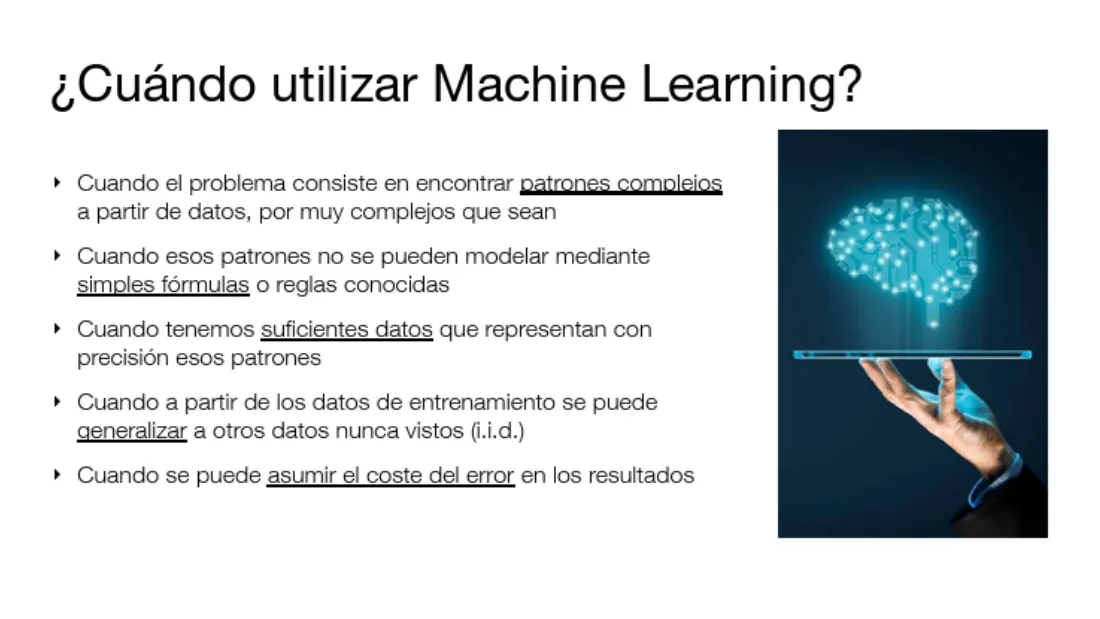 ¿Cuándo utilizar Machine Learning?
‣ Cuando el problema consiste en encontrar patrones complejos
a partir de datos, por muy complejos que sean
‣ Cuando esos patrones no se pueden modelar mediante
simples fórmulas o reglas conocidas
‣ Cuando tenemos suficientes datos que representan con
precisión esos patrones
‣ Cuando a partir de los datos de entrenamiento se puede
generalizar a otros datos nunca vistos (i.i.d.)
‣ Cuando se puede asumir el coste del error en los resultados